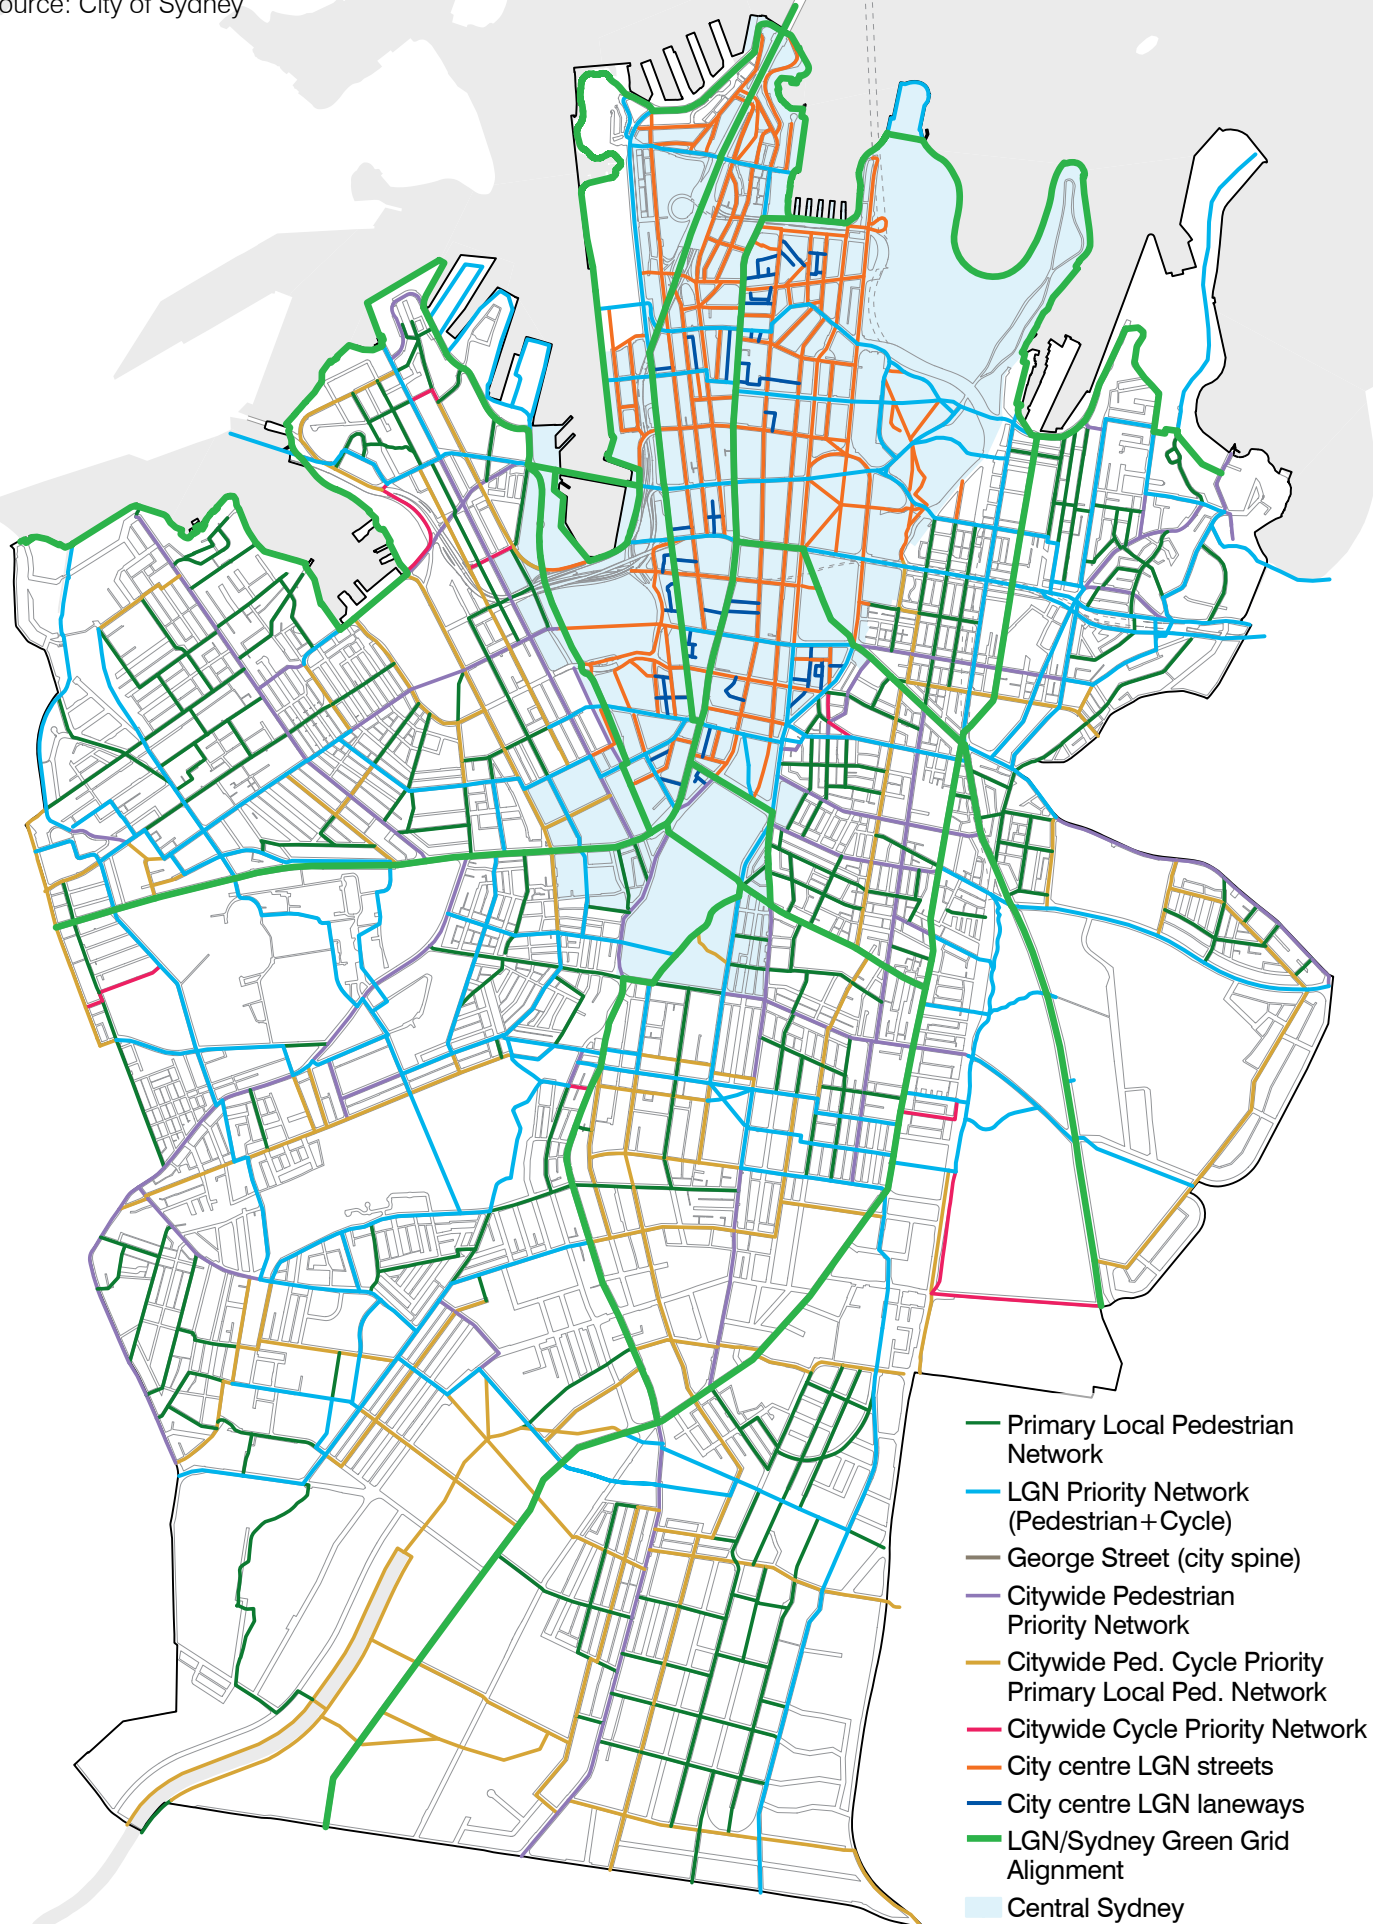 ource: City of Sydney
Primary Local Pedestrian
Network
LGN Priority Network
(Pedestrian+Cycle)
George Street (city spine)
Citywide Pedestrian
Priority Network
Citywide Ped. Cycle Priority
Primary Local Ped. Network
Citywide Cycle Priority Network
City centre LGN streets
City centre LGN laneways
LGN/Sydney Green Grid
Alignment
Central Sydney